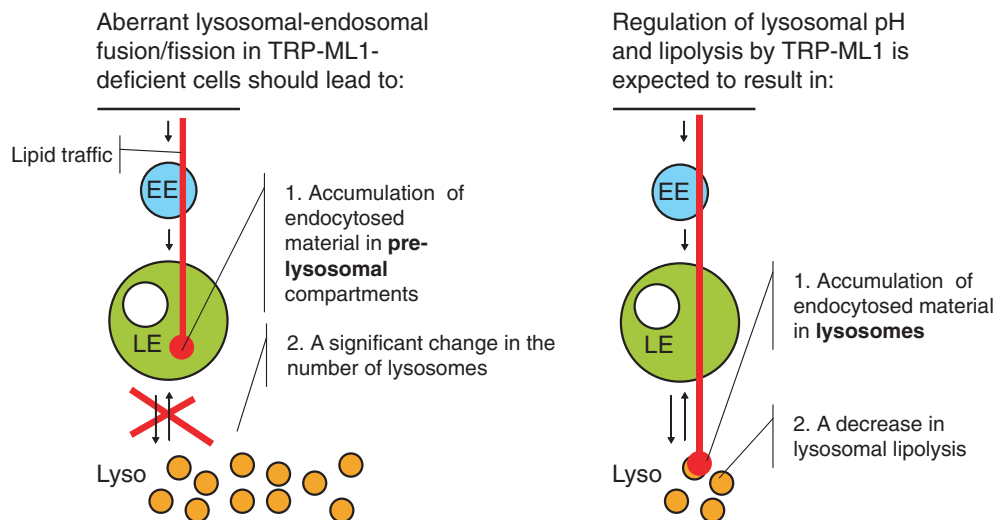 Aberrant lysosomal-endosomal
fusion/fission in TRP-ML1-
deficient cells should lead to:
Lipid traffic
EE
1. Accumulation of
endocytosed
material in pre-
lysosomal
compartments
LE
2. A significant change in the
number of lysosomes
Lyso
Regulation of lysosomal pH
and lipolysis by TRP-ML1 is
expected to result in:
EE
1. Accumulation of
endocytosed material
in lysosomes
LE
2. A decrease in
lysosomal lipolysis
Lyso